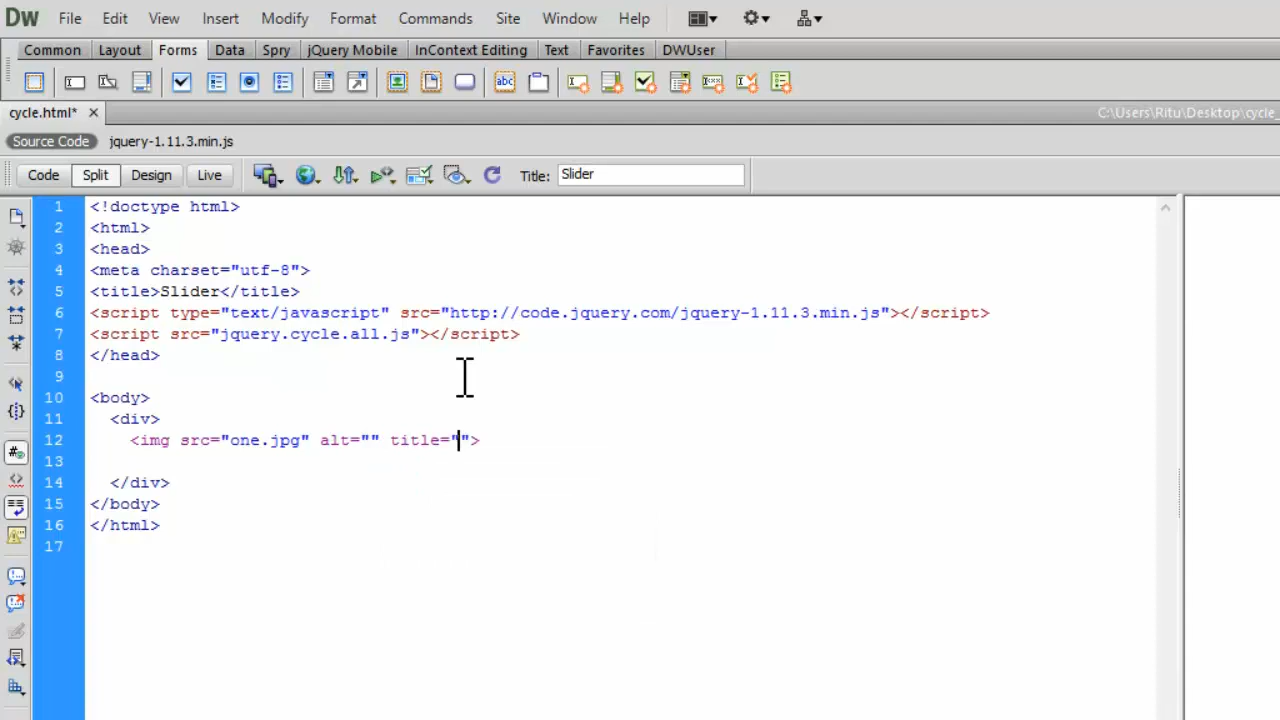 Dw File Edit View Insert Modify Format Commands Site Window Help
Common Layout Forms Data Spry jQuery Mobile InContext Editing Text Favorites DWUser
abc
cycle.html* C:\Users\Ritu\Desktop\cycle_
Source Code jquery-1.11.3.min.js
Code Split Design Live Title: Slider
1 <!doctype html>
2 <html>
3 <head>
4 <meta charset="utf-8">
5 <title>Slider</title>
6 <script type="text/javascript" src="http://code.jquery.com/jquery-1.11.3.min.js"></script>
7 <script src="jquery.cycle.all.js"></script>
8 </head>
9
10 <body>
11 <div>
12 <img src="one.jpg" alt="" title="">
13
14 </div>
15 </body>
16 </html>
17